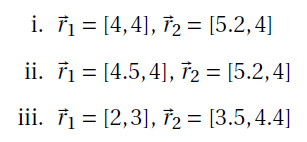 i. r⃗₁ = [4,4], r⃗₂ = [5.2,4]
ii. r⃗₁ = [4.5,4], r⃗₂ = [5.2,4]
iii. r⃗₁ = [2,3], r⃗₂ = [3.5,4.4]